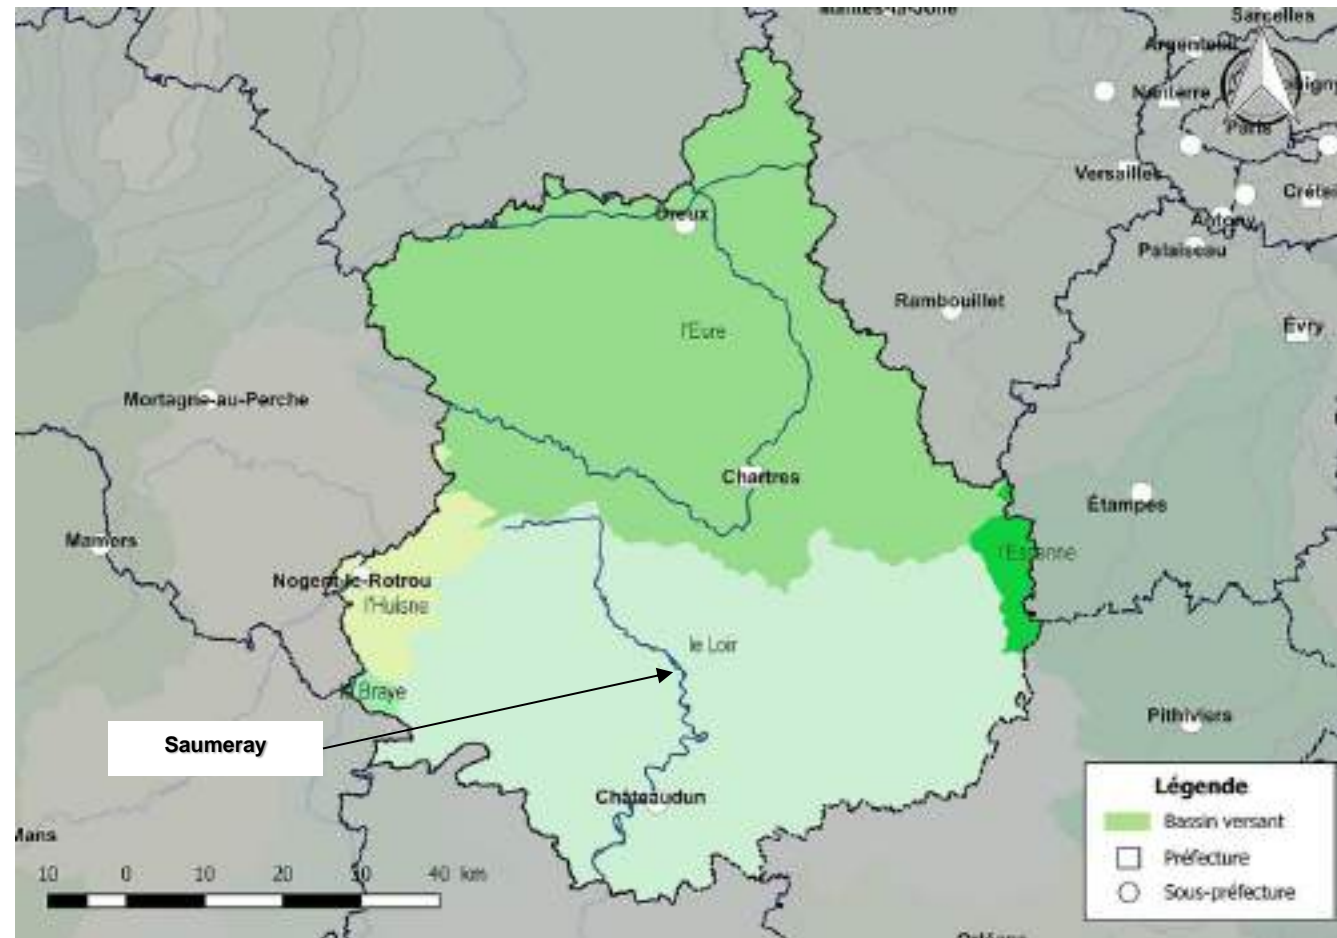 Sarcelles
Nanterre
Paris
Versailles
Antony
Palaiseau
Dreux
Rambouillet
l'Eure
Évry
Mortagne-au-Perche
Chartres
Étampes
Mamers
l'Essonne
Nogent-le-Rotrou
l'Huisne
le Loir
la Braye
Pithiviers
Saumeray
Châteaudun
Mans
10 0 10 20 30 40 km
Légende
Bassin versant
Préfecture
Sous-préfecture